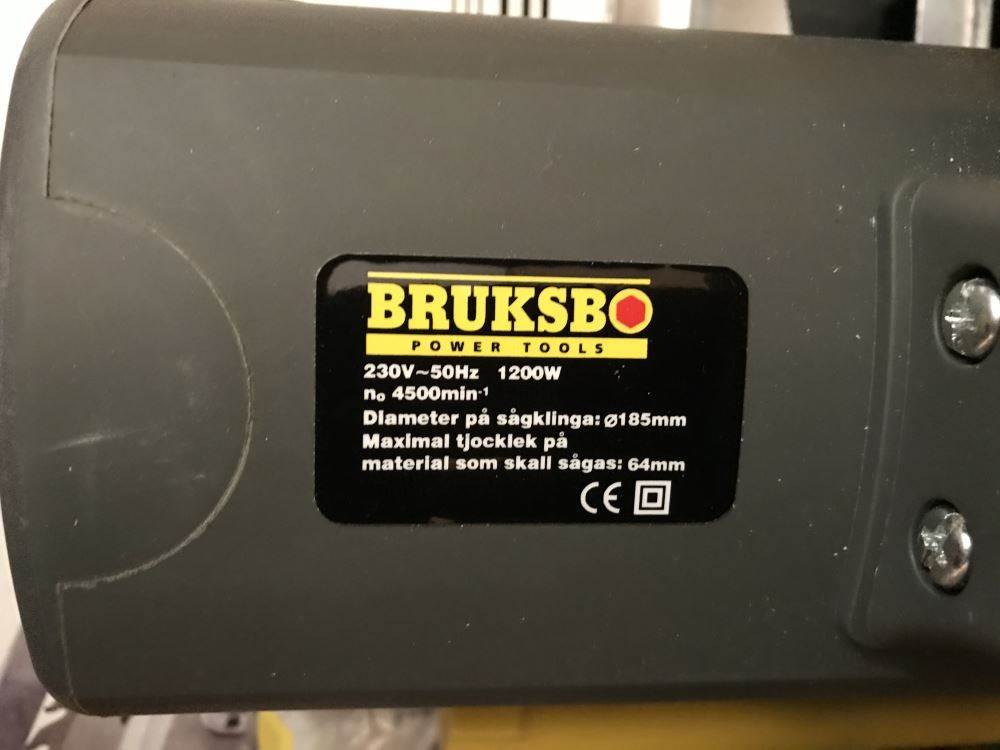 BRUKSBO
POWER TOOLS
230V~50Hz 1200W
n₀ 4500min-1
Diameter på sågklinga: ⌀185mm
Maximal tjocklek på
material som skall sågas: 64mm
CE